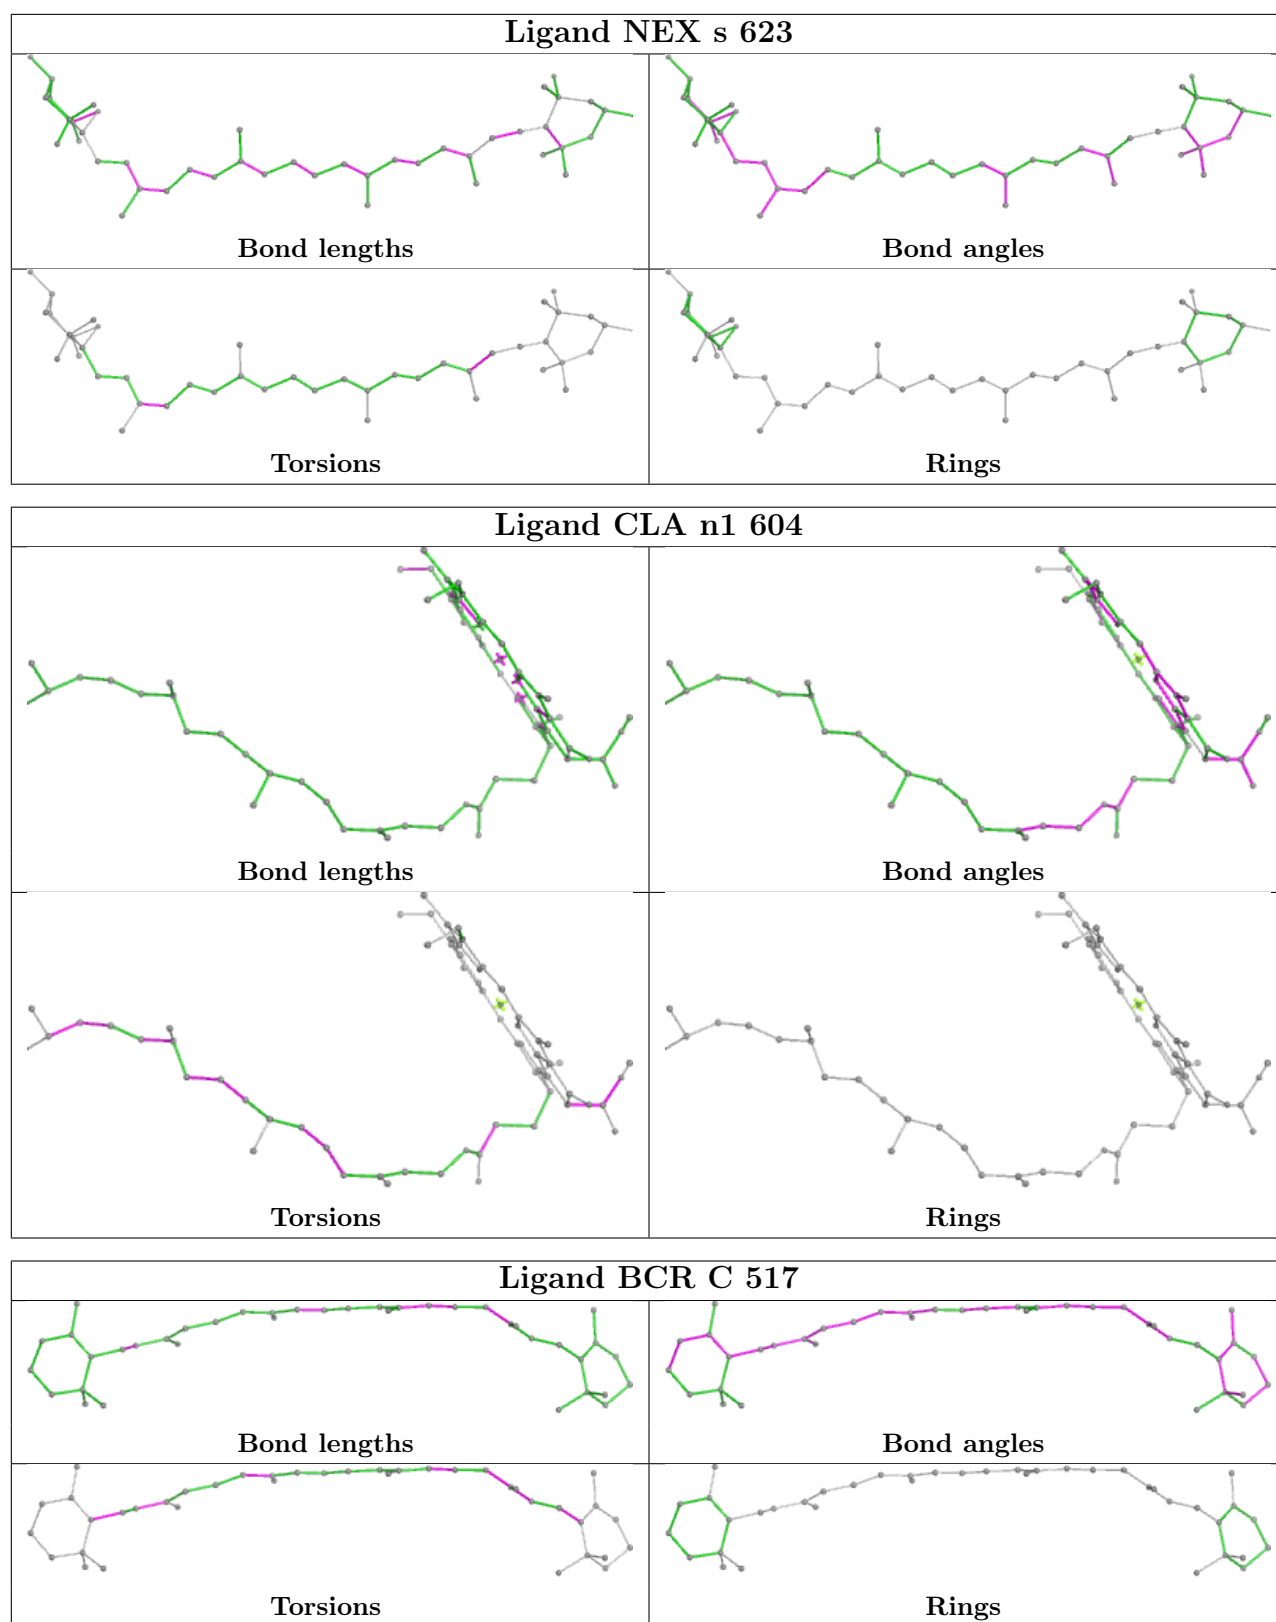 Ligand NEX s 623
Bond lengths
Bond angles
Torsions
Rings
Ligand CLA n1 604
Bond lengths
Bond angles
Torsions
Rings
Ligand BCR C 517
Bond lengths
Bond angles
Torsions
Rings